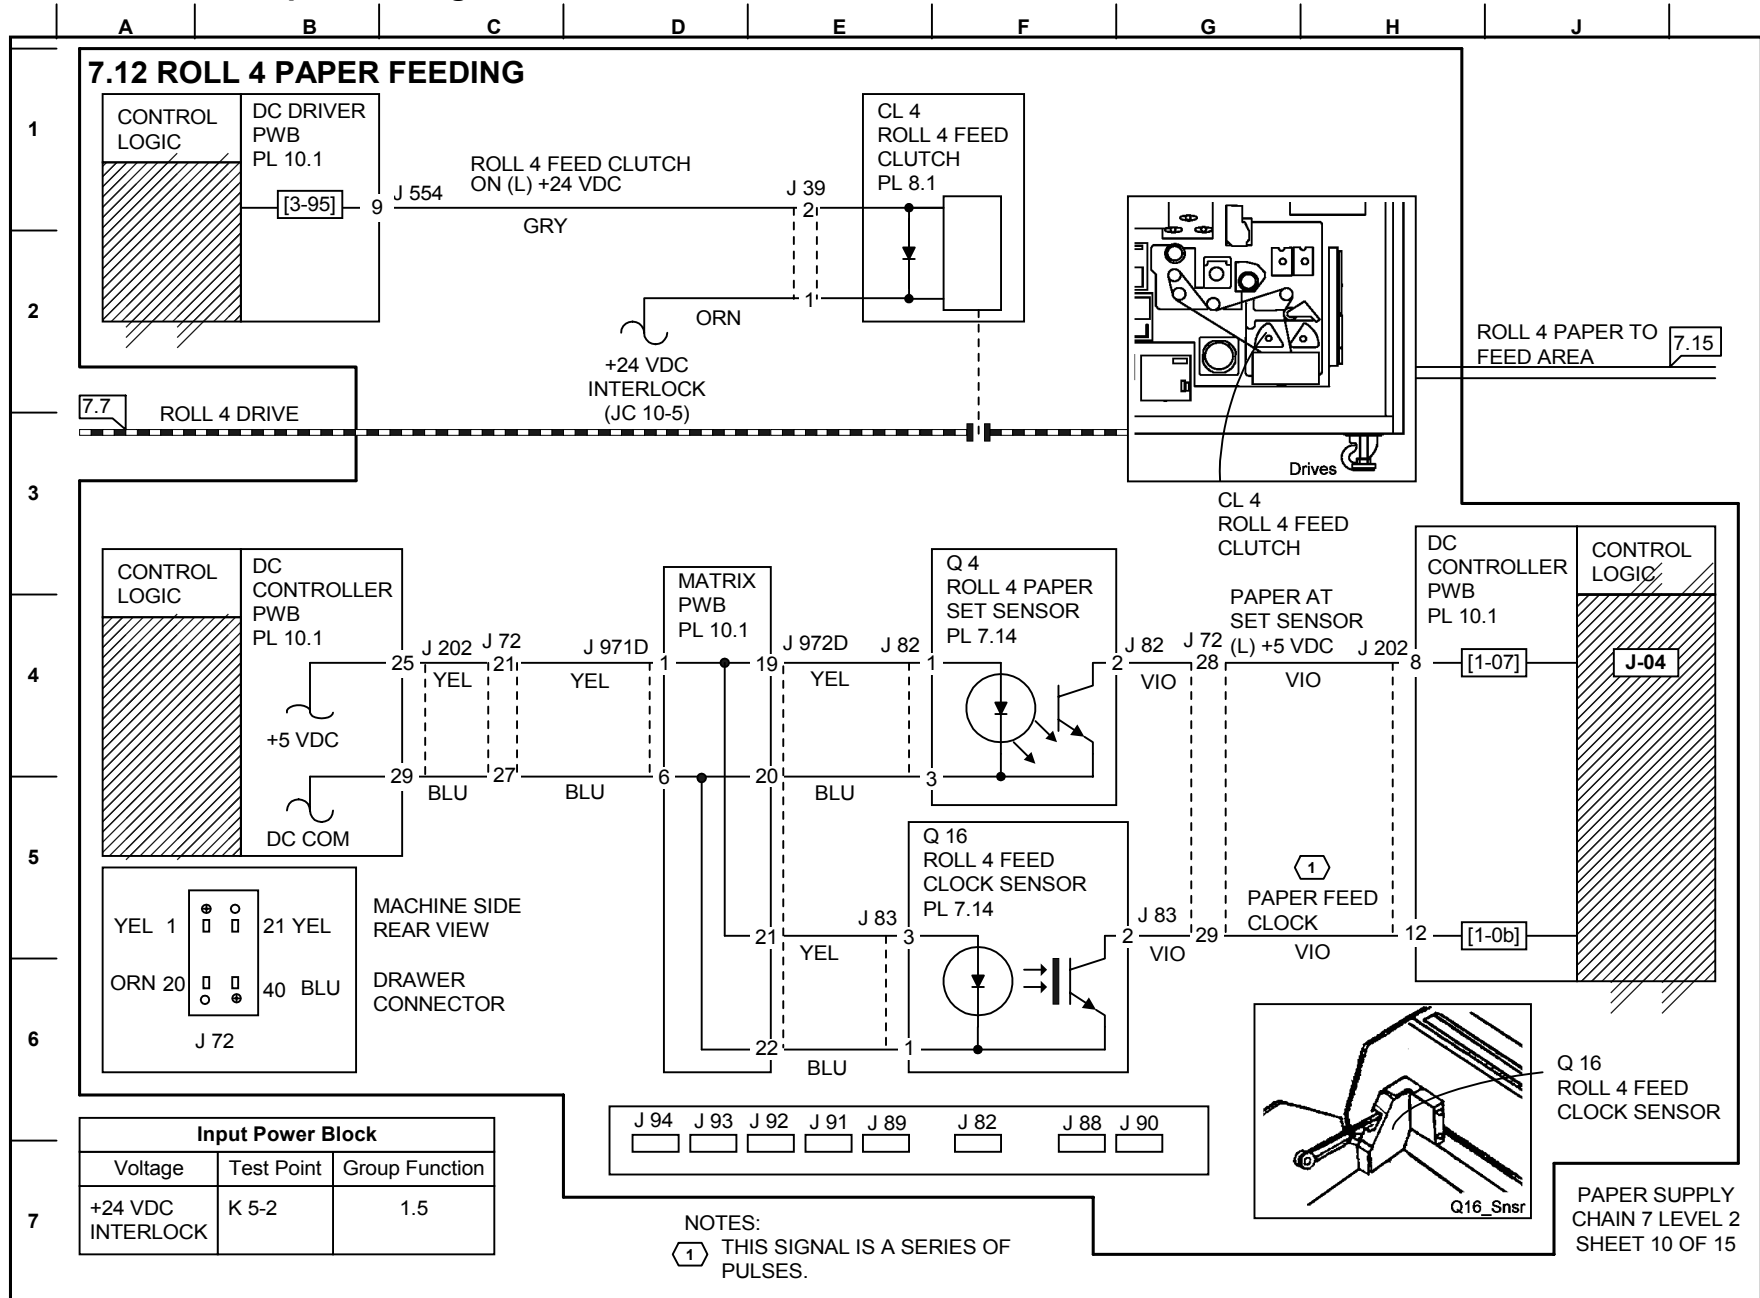 A B C D E F G H J
7.12 ROLL 4 PAPER FEEDING
1
CONTROL
LOGIC
DC DRIVER
PWB
PL 10.1
[3-95]
9
J 554
ROLL 4 FEED CLUTCH
ON (L) +24 VDC
GRY
J 39
2
1
CL 4
ROLL 4 FEED
CLUTCH
PL 8.1
2
ORN
+24 VDC
INTERLOCK
(JC 10-5)
ROLL 4 PAPER TO
FEED AREA
7.15
7.7
ROLL 4 DRIVE
Drives
3
CL 4
ROLL 4 FEED
CLUTCH
CONTROL
LOGIC
DC
CONTROLLER
PWB
PL 10.1
MATRIX
PWB
PL 10.1
Q 4
ROLL 4 PAPER
SET SENSOR
PL 7.14
PAPER AT
SET SENSOR
(L) +5 VDC
DC
CONTROLLER
PWB
PL 10.1
CONTROL
LOGIC
4
25 J 202 J 72 21 J 971D 1 19 J 972D J 82 1 2 J 82 J 72 28 J 202 8 [1-07] J-04
YEL YEL YEL VIO VIO
+5 VDC
29 27 6 20 3
BLU BLU BLU
DC COM
5
Q 16
ROLL 4 FEED
CLOCK SENSOR
PL 7.14
1
PAPER FEED
CLOCK
YEL 1 21 YEL
MACHINE SIDE
REAR VIEW
21 J 83 3 2 J 83 29 12 [1-0b]
YEL VIO VIO
ORN 20 40 BLU
DRAWER
CONNECTOR
J 72
6
22 1
BLU
Q 16
ROLL 4 FEED
CLOCK SENSOR
Q16_Snsr
J 94 J 93 J 92 J 91 J 89 J 82 J 88 J 90
Input Power Block
Voltage Test Point Group Function
+24 VDC
INTERLOCK
K 5-2 1.5
7
NOTES:
1 THIS SIGNAL IS A SERIES OF
PULSES.
PAPER SUPPLY
CHAIN 7 LEVEL 2
SHEET 10 OF 15